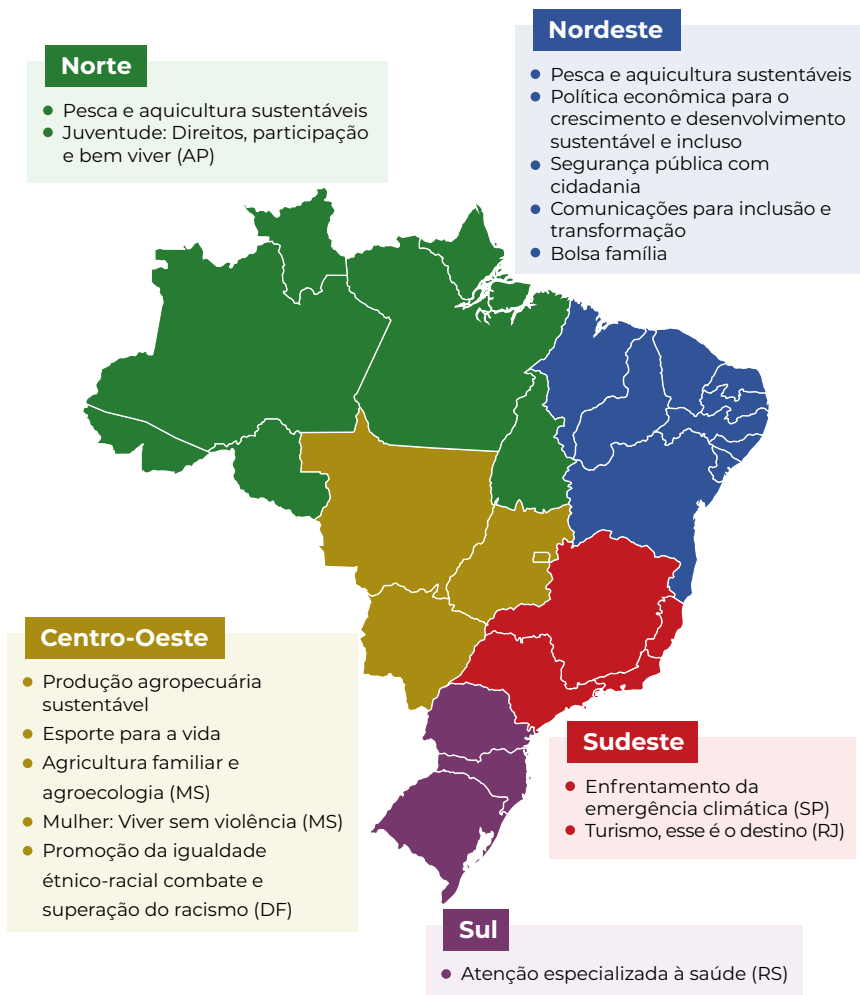 Norte
Pesca e aquicultura sustentáveis
Juventude: Direitos, participação
e bem viver (AP)
Nordeste
Pesca e aquicultura sustentáveis
Política econômica para o
crescimento e desenvolvimento
sustentável e incluso
Segurança pública com
cidadania
Comunicações para inclusão e
transformação
Bolsa família
Centro-Oeste
Produção agropecuária
sustentável
Esporte para a vida
Agricultura familiar e
agroecologia (MS)
Mulher: Viver sem violência (MS)
Promoção da igualdade
étnico-racial combate e
superação do racismo (DF)
Sudeste
Enfrentamento da
emergência climática (SP)
Turismo, esse é o destino (RJ)
Sul
Atenção especializada à saúde (RS)